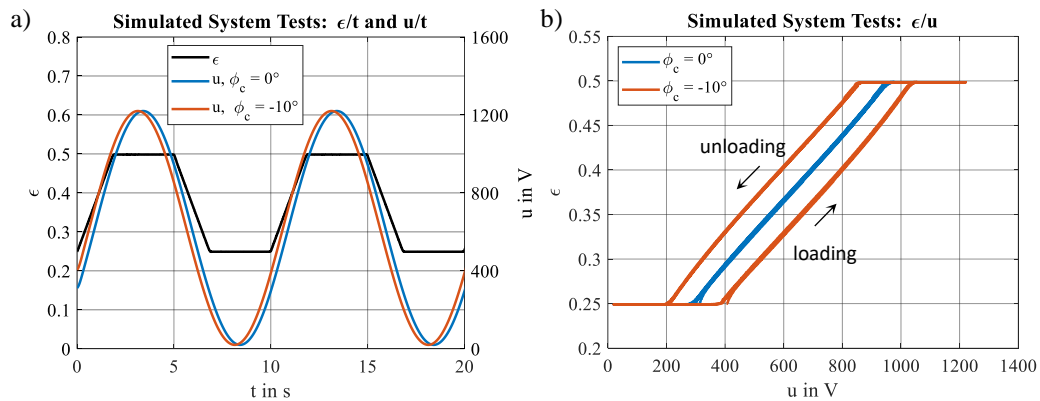 a)
Simulated System Tests: ϵ/t and u/t
ϵ
u, ϕc = 0°
u, ϕc = -10°
0.8
0.7
0.6
0.5
0.4
0.3
0.2
0.1
0
ϵ
1600
1200
800
400
0
u in V
0 5 10 15 20
t in s
b)
Simulated System Tests: ϵ/u
ϕc = 0°
ϕc = -10°
unloading
loading
0.55
0.5
0.45
0.4
0.35
0.3
0.25
0.2
ϵ
0 200 400 600 800 1000 1200 1400
u in V